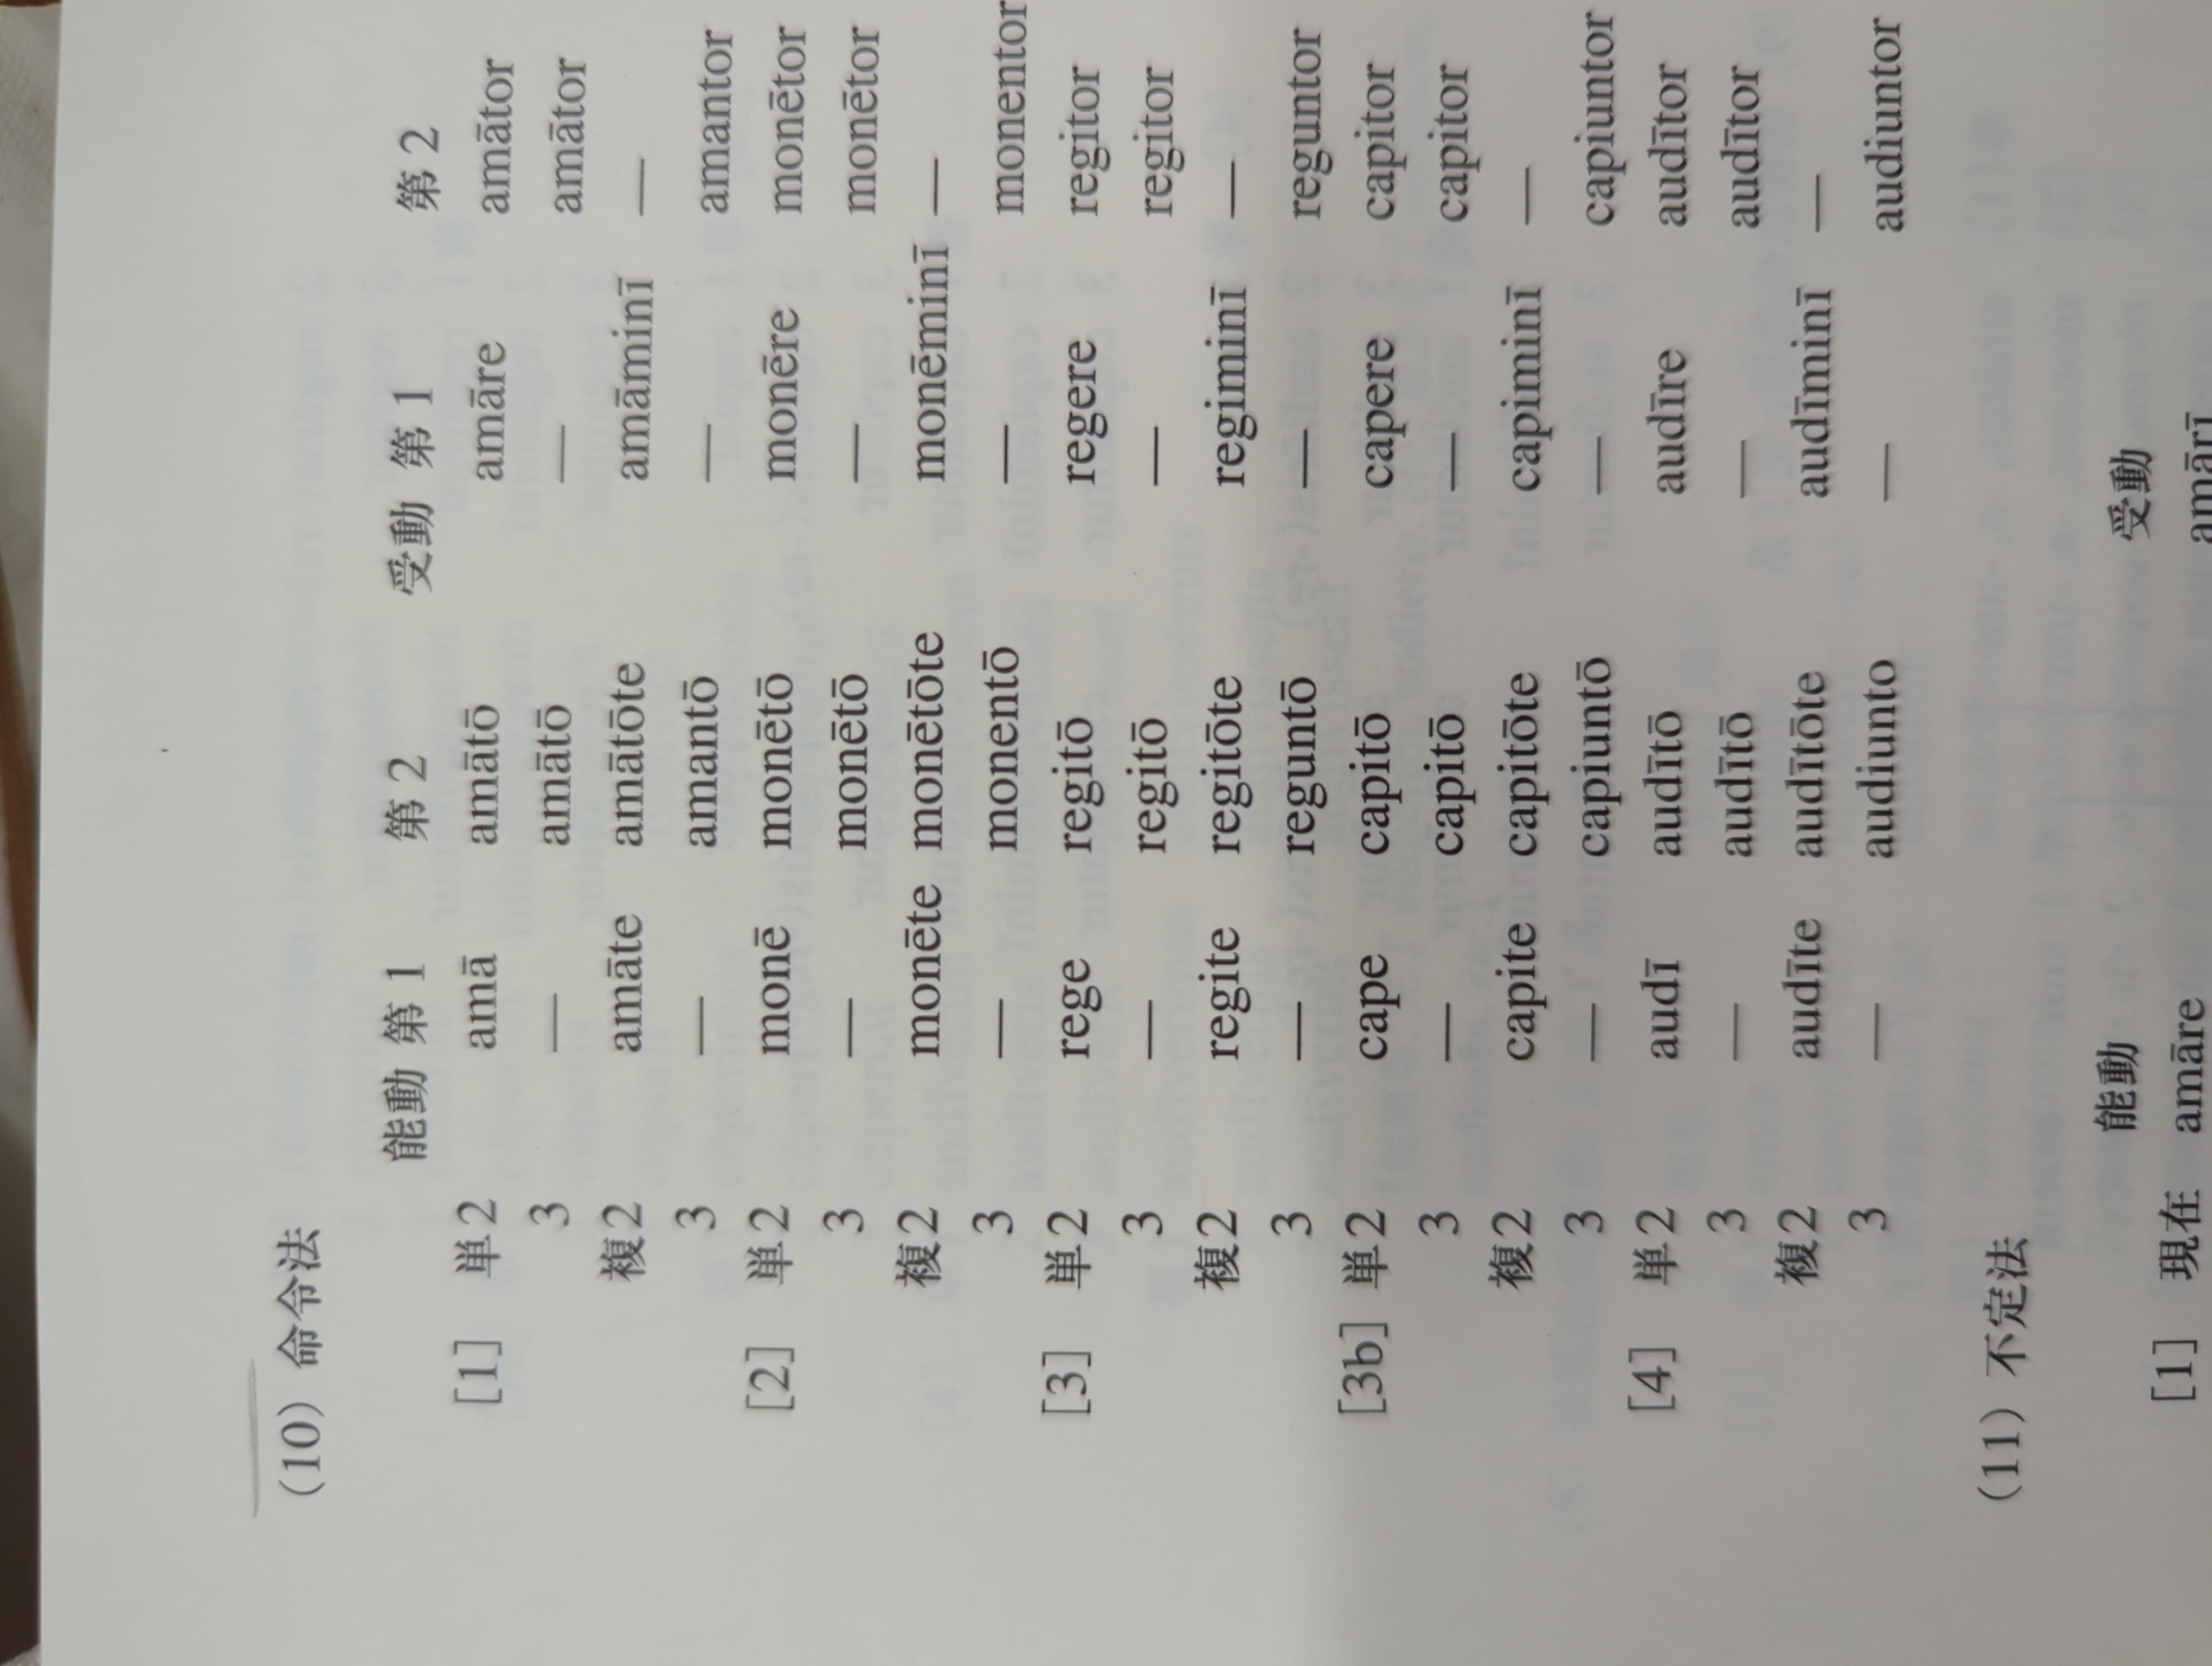 （10）命令法
能動 第1 第2 受動 第1 第2
［1］ 単2 amā amātō amāre amātor
3 — amātō — amātor
複2 amāte amātōte amāminī —
3 — amantō — amantor
［2］ 単2 monē monētō monēre monētor
3 — monētō — monētor
複2 monēte monētōte monēminī —
3 — monentō — monentor
［3］ 単2 rege regitō regere regitor
3 — regitō — regitor
複2 regite regitōte regiminī —
3 — reguntō — reguntor
［3b］ 単2 cape capitō capere capitor
3 — capitō — capitor
複2 capite capitōte capiminī —
3 — capiuntō — capiuntor
［4］ 単2 audī audītō audīre audītor
3 — audītō — audītor
複2 audīte audītōte audīminī —
3 — audiunto — audiuntor
（11）不定法
能動 受動
［1］ 現在 amāre amārī